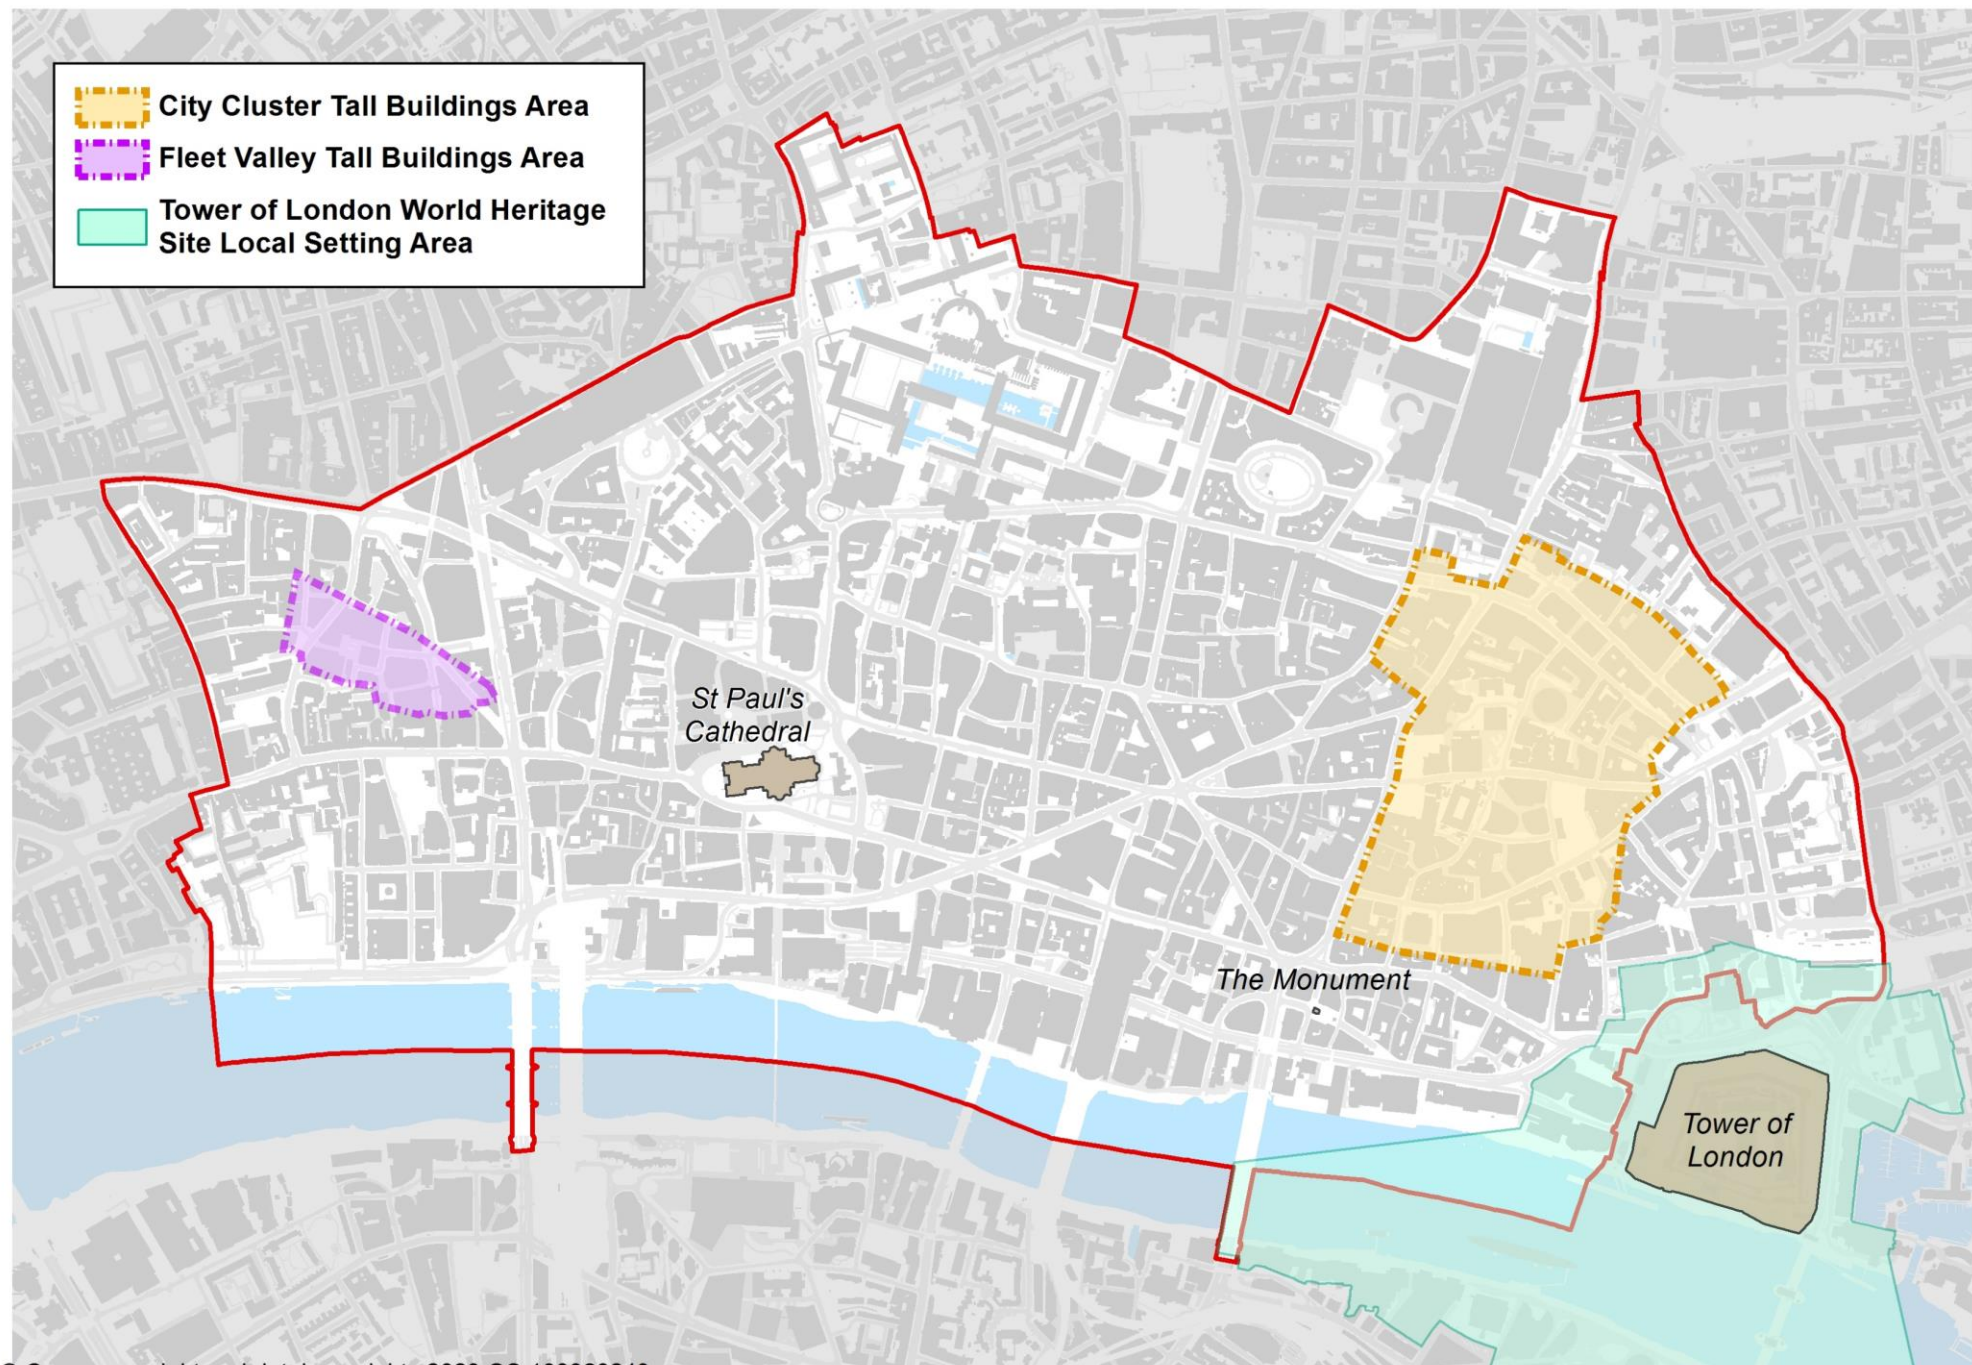 City Cluster Tall Buildings Area
Fleet Valley Tall Buildings Area
Tower of London World Heritage
Site Local Setting Area
St Paul's
Cathedral
The Monument
Tower of
London